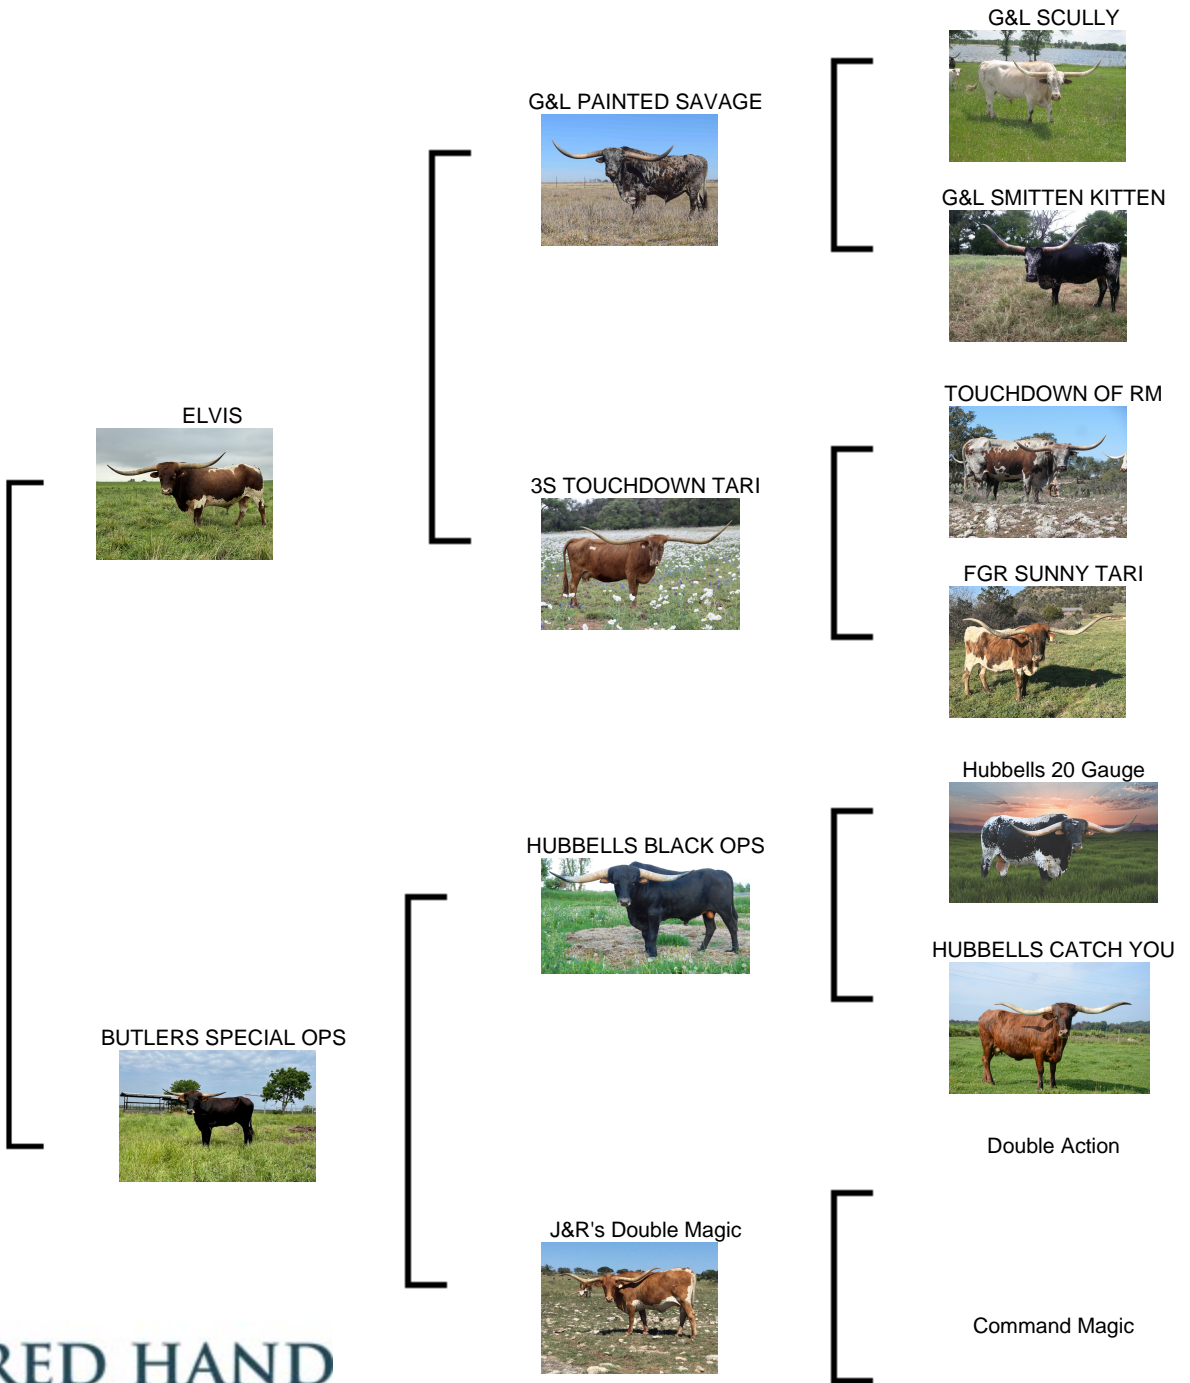 G&L SCULLY
G&L PAINTED SAVAGE
G&L SMITTEN KITTEN
TOUCHDOWN OF RM
ELVIS
3S TOUCHDOWN TARI
FGR SUNNY TARI
Hubbells 20 Gauge
HUBBELLS BLACK OPS
HUBBELLS CATCH YOU
BUTLERS SPECIAL OPS
Double Action
J&R's Double Magic
Command Magic
RED HAND